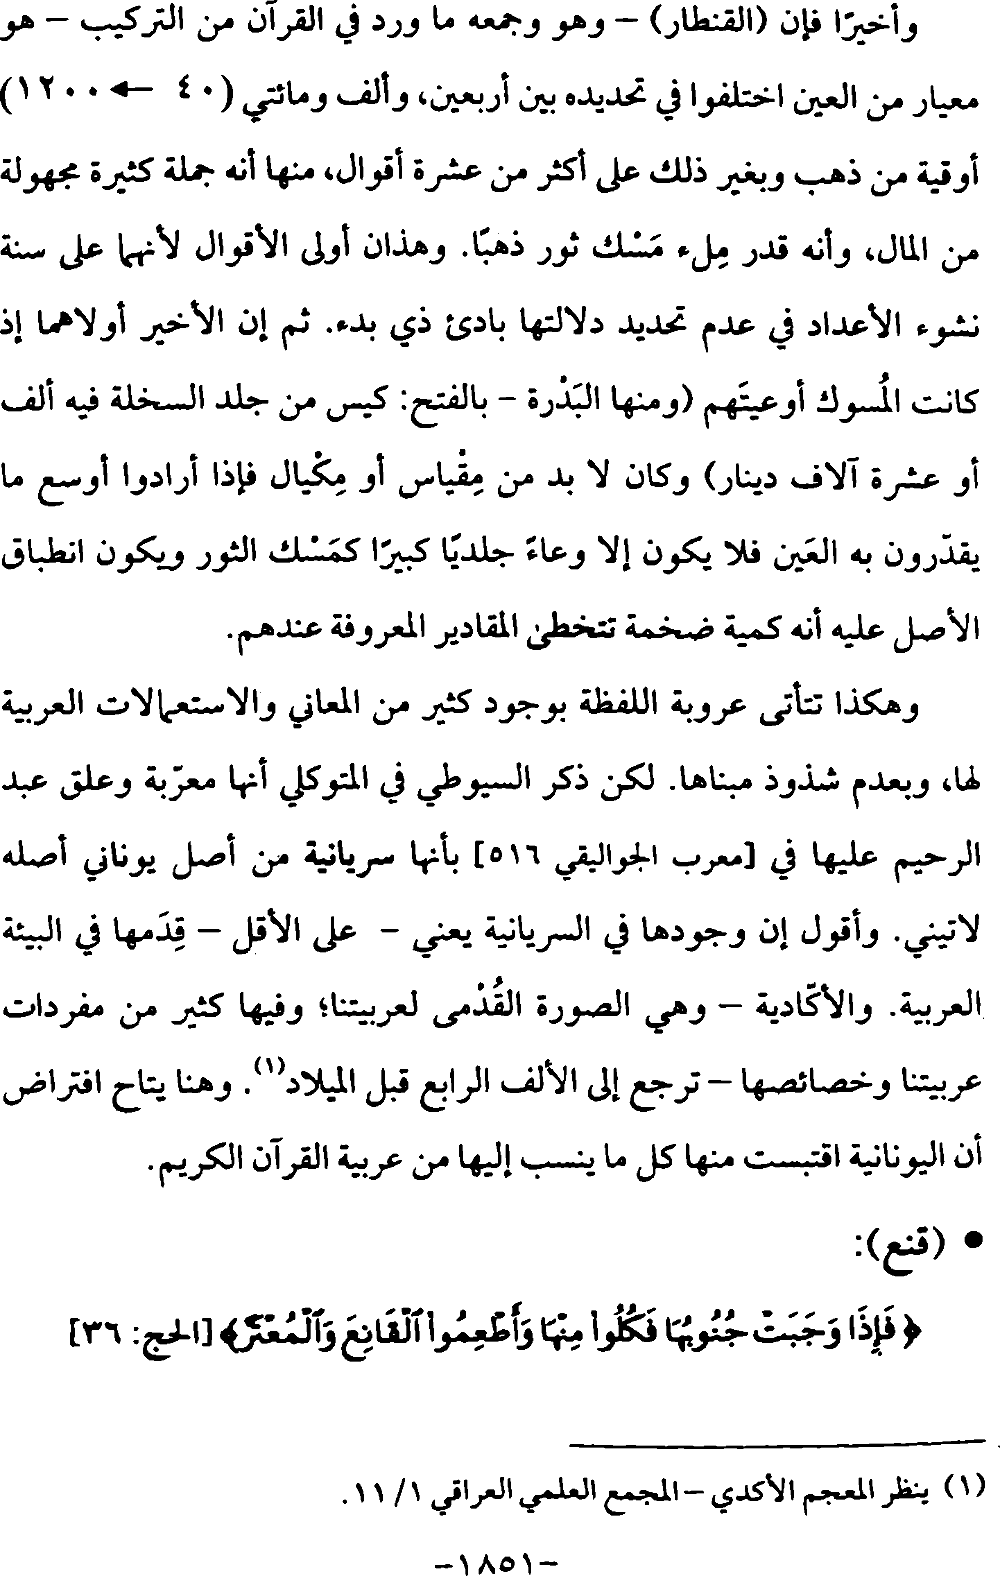 وأخيرًا فإن (القنطار) – وهو وجمعه ما ورد في القرآن من التركيب – هو
معيار من العين اختلفوا في تحديده بين أربعين، وألف ومائتي (٤٠ ← ١٢٠٠)
أوقية من ذهب وبغير ذلك على أكثر من عشرة أقوال، منها أنه جملة كثيرة مجهولة
من المال، وأنه قدر مِلء مَسْك ثور ذهبًا. وهذان أولى الأقوال لأنهما على سنة
نشوء الأعداد في عدم تحديد دلالتها بادئ ذي بدء. ثم إن الأخير أولاهما إذ
كانت المُسوك أوعيتَهم (ومنها البَدْرة – بالفتح: كيس من جلد السخلة فيه ألف
أو عشرة آلاف دينار) وكان لا بد من مِقْياس أو مِكْيال فإذا أرادوا أوسع ما
يقدّرون به العَين فلا يكون إلا وعاءً جلديًا كبيرًا كمَسْك الثور ويكون انطباق
الأصل عليه أنه كمية ضخمة تتخطى المقادير المعروفة عندهم.
وهكذا تتأتى عروبة اللفظة بوجود كثير من المعاني والاستعمالات العربية
لها، وبعدم شذوذ مبناها. لكن ذكر السيوطي في المتوكلي أنها معرّبة وعلق عبد
الرحيم عليها في [معرب الجواليقي ٥١٦] بأنها سريانية من أصل يوناني أصله
لاتيني. وأقول إن وجودها في السريانية يعني – على الأقل – قِدَمها في البيئة
العربية. والأكّادية – وهي الصورة القُدْمى لعربيتنا؛ وفيها كثير من مفردات
عربيتنا وخصائصها – ترجع إلى الألف الرابع قبل الميلاد(١). وهنا يتاح افتراض
أن اليونانية اقتبست منها كل ما ينسب إليها من عربية القرآن الكريم.
• (قنع):
﴿فَإِذَا وَجَبَتْ جُنُوبُهَا فَكُلُوا۟ مِنْهَا وَأَطْعِمُوا۟ ٱلْقَانِعَ وَٱلْمُعْتَرَّ﴾ [الحج: ٣٦]
(١) ينظر المعجم الأكدي – المجمع العلمي العراقي ١/ ١١.
-١٨٥١-